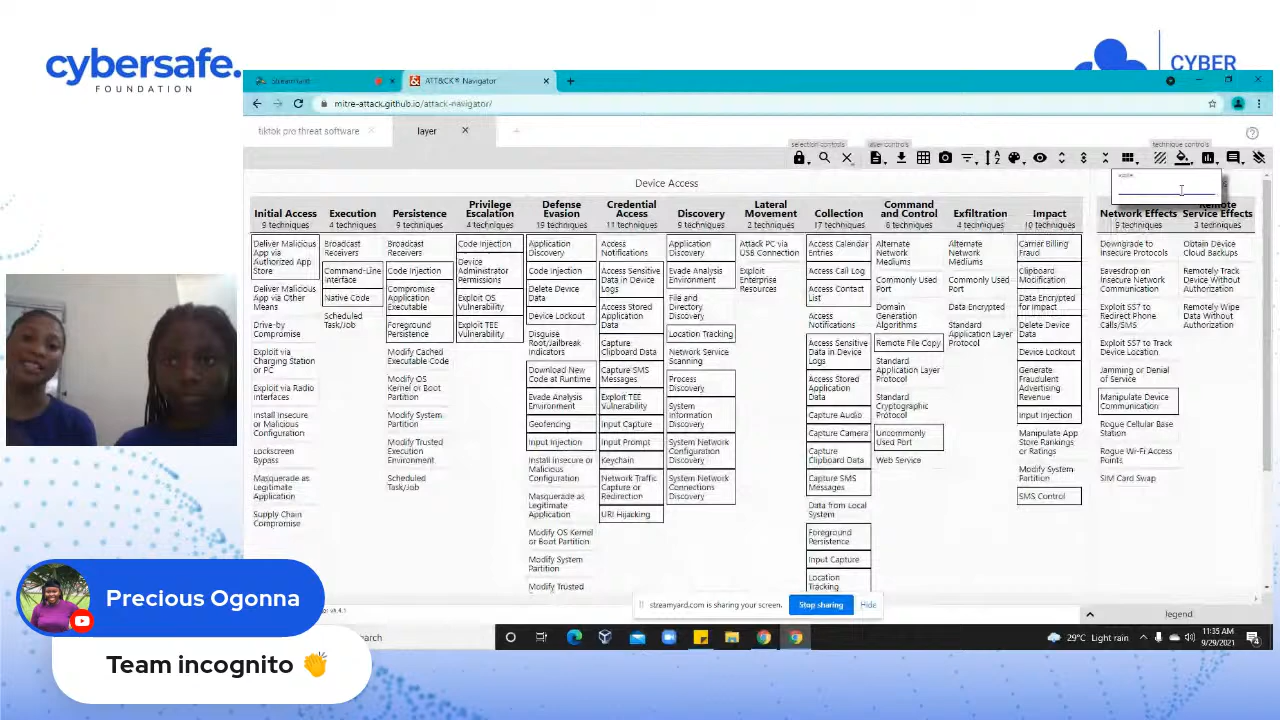 cybersafe.
FOUNDATION
CYBER
StreamYard
ATT&CK® Navigator
mitre-attack.github.io/attack-navigator/
tiktok pro threat software
layer
selection controls
layer controls
technique controls
score
Device Access
Initial Access
9 techniques
Deliver Malicious
App via
Authorized App
Store
Deliver Malicious
App via Other
Means
Drive-by
Compromise
Exploit via
Charging Station
or PC
Exploit via Radio
Interfaces
Install Insecure
or Malicious
Configuration
Lockscreen
Bypass
Masquerade as
Legitimate
Application
Supply Chain
Compromise
Execution
4 techniques
Broadcast
Receivers
Command-Line
Interface
Native Code
Scheduled
Task/Job
Persistence
9 techniques
Broadcast
Receivers
Code Injection
Compromise
Application
Executable
Foreground
Persistence
Modify Cached
Executable Code
Modify OS
Kernel or Boot
Partition
Modify System
Partition
Modify Trusted
Execution
Environment
Scheduled
Task/Job
Privilege
Escalation
4 techniques
Code Injection
Device
Administrator
Permissions
Exploit OS
Vulnerability
Exploit TEE
Vulnerability
Defense
Evasion
19 techniques
Application
Discovery
Code Injection
Delete Device
Data
Device Lockout
Disguise
Root/Jailbreak
Indicators
Download New
Code at Runtime
Evade Analysis
Environment
Geofencing
Input Injection
Install Insecure or
Malicious
Configuration
Masquerade as
Legitimate
Application
Modify OS Kernel
or Boot Partition
Modify System
Partition
Modify Trusted
Credential
Access
11 techniques
Access
Notifications
Access Sensitive
Data in Device
Logs
Access Stored
Application
Data
Capture
Clipboard Data
Capture SMS
Messages
Exploit TEE
Vulnerability
Input Capture
Input Prompt
Keychain
Network Traffic
Capture or
Redirection
URI Hijacking
Discovery
9 techniques
Application
Discovery
Evade Analysis
Environment
File and
Directory
Discovery
Location Tracking
Network Service
Scanning
Process
Discovery
System
Information
Discovery
System Network
Configuration
Discovery
System Network
Connections
Discovery
Lateral
Movement
2 techniques
Attack PC via
USB Connection
Exploit
Enterprise
Resources
Collection
17 techniques
Access Calendar
Entries
Access Call Log
Access Contact
List
Access
Notifications
Access Sensitive
Data in Device
Logs
Access Stored
Application
Data
Capture Audio
Capture Camera
Capture
Clipboard Data
Capture SMS
Messages
Data from Local
System
Foreground
Persistence
Input Capture
Location
Tracking
Command
and Control
8 techniques
Alternate
Network
Mediums
Commonly Used
Port
Domain
Generation
Algorithms
Remote File Copy
Standard
Application Layer
Protocol
Standard
Cryptographic
Protocol
Uncommonly
Used Port
Web Service
Exfiltration
4 techniques
Alternate
Network
Mediums
Commonly Used
Port
Data Encrypted
Standard
Application Layer
Protocol
Impact
10 techniques
Carrier Billing
Fraud
Clipboard
Modification
Data Encrypted
for Impact
Delete Device
Data
Device Lockout
Generate
Fraudulent
Advertising
Revenue
Input Injection
Manipulate App
Store Rankings
or Ratings
Modify System
Partition
SMS Control
Network Effects
9 techniques
Downgrade to
Insecure Protocols
Eavesdrop on
Insecure Network
Communication
Exploit SS7 to
Redirect Phone
Calls/SMS
Exploit SS7 to
Track Device
Location
Jamming or Denial
of Service
Manipulate Device
Communication
Rogue Cellular Base
Station
Rogue Wi-Fi Access
Points
SIM Card Swap
Remote
Service Effects
3 techniques
Obtain Device
Cloud Backups
Remotely Track
Device Without
Authorization
Remotely Wipe
Data Without
Authorization
streamyard.com is sharing your screen.
Stop sharing
Hide
legend
29°C Light rain
11:35 AM
9/29/2021
Precious Ogonna
Team incognito 👏